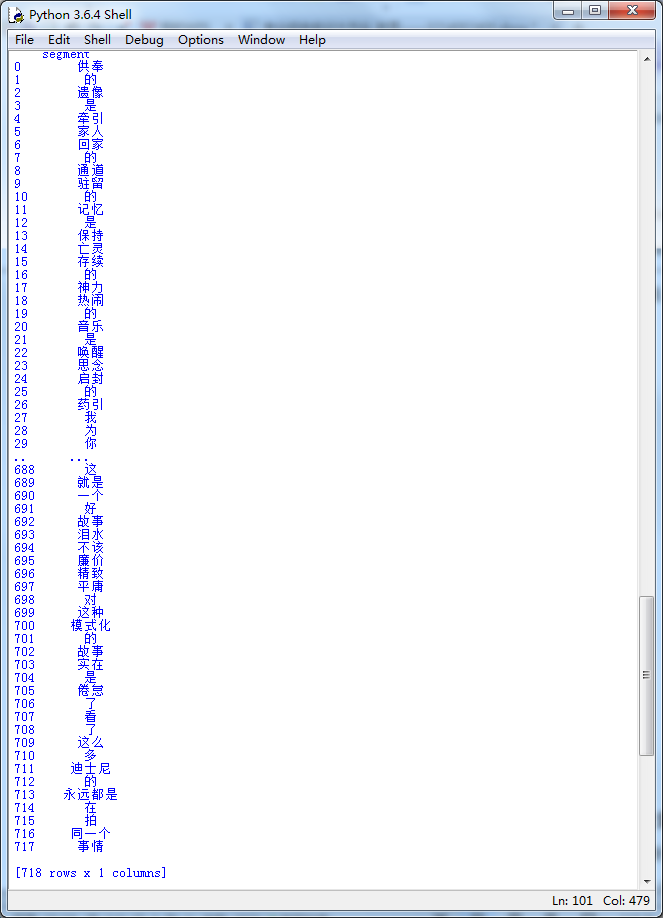 Python 3.6.4 Shell
File Edit Shell Debug Options Window Help
segment
0 供奉
1 的
2 遗像
3 是
4 牵引
5 家人
6 回家
7 的
8 通道
9 驻留
10 的
11 记忆
12 是
13 保持
14 亡灵
15 存续
16 的
17 神力
18 热闹
19 的
20 音乐
21 是
22 唤醒
23 思念
24 启封
25 的
26 药引
27 我
28 为
29 你
.. ...
688 这
689 就是
690 一个
691 好
692 故事
693 泪水
694 不该
695 廉价
696 精致
697 平庸
698 对
699 这种
700 模式化
701 的
702 故事
703 实在
704 是
705 倦怠
706 了
707 看
708 了
709 这么
710 多
711 迪士尼
712 的
713 永远都是
714 在
715 拍
716 同一个
717 事情
[718 rows x 1 columns]
Ln: 101 Col: 479